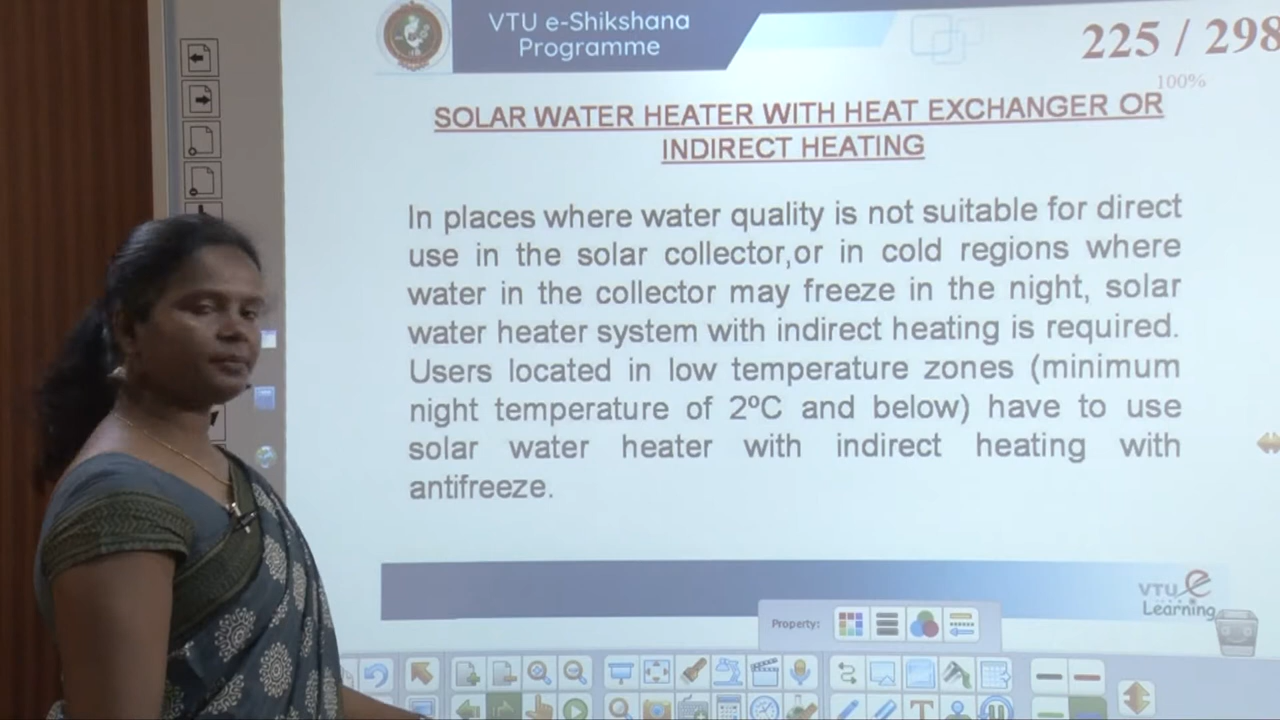 VTU e-Shikshana
Programme
225 / 298
100%
SOLAR WATER HEATER WITH HEAT EXCHANGER OR
INDIRECT HEATING
In places where water quality is not suitable for direct
use in the solar collector,or in cold regions where
water in the collector may freeze in the night, solar
water heater system with indirect heating is required.
Users located in low temperature zones (minimum
night temperature of 2ºC and below) have to use
solar water heater with indirect heating with
antifreeze.
VTU e
Learning
Property: